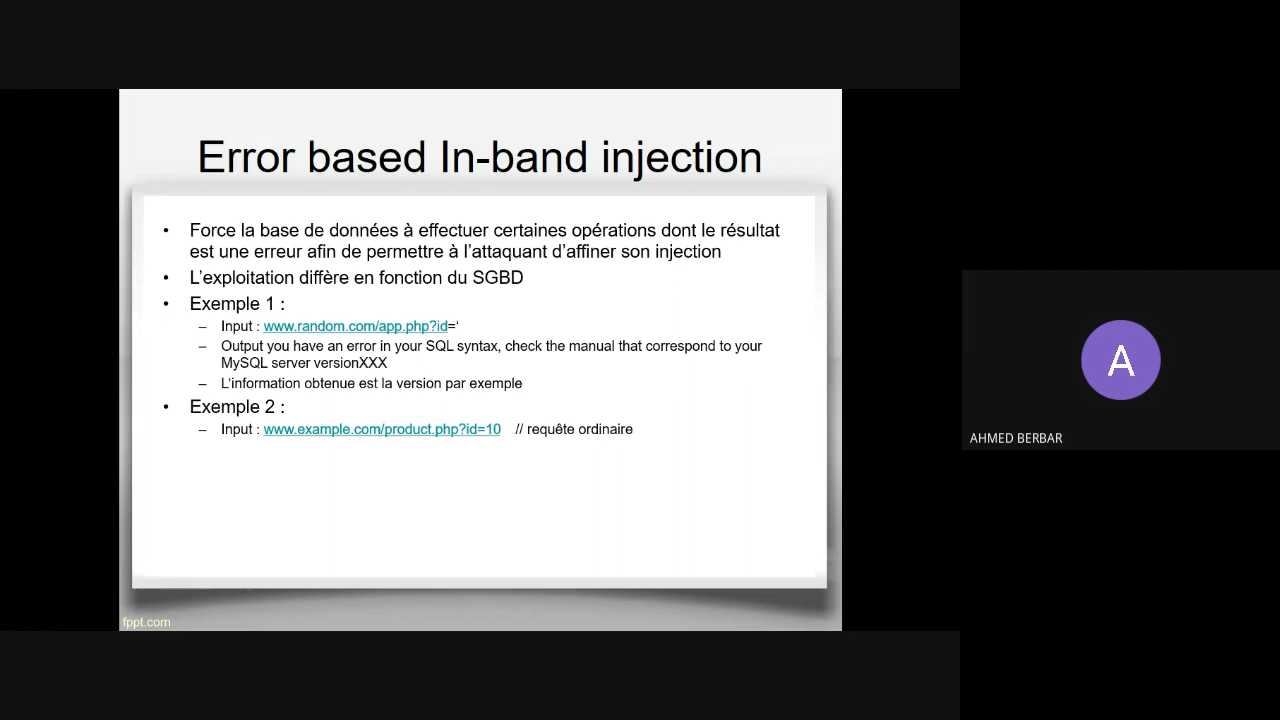 Error based In-band injection
• Force la base de données à effectuer certaines opérations dont le résultat
est une erreur afin de permettre à l'attaquant d'affiner son injection
• L'exploitation diffère en fonction du SGBD
• Exemple 1 :
– Input : www.random.com/app.php?id=‘
– Output you have an error in your SQL syntax, check the manual that correspond to your
MySQL server versionXXX
– L'information obtenue est la version par exemple
• Exemple 2 :
– Input : www.example.com/product.php?id=10 // requête ordinaire
fppt.com
A
AHMED BERBAR